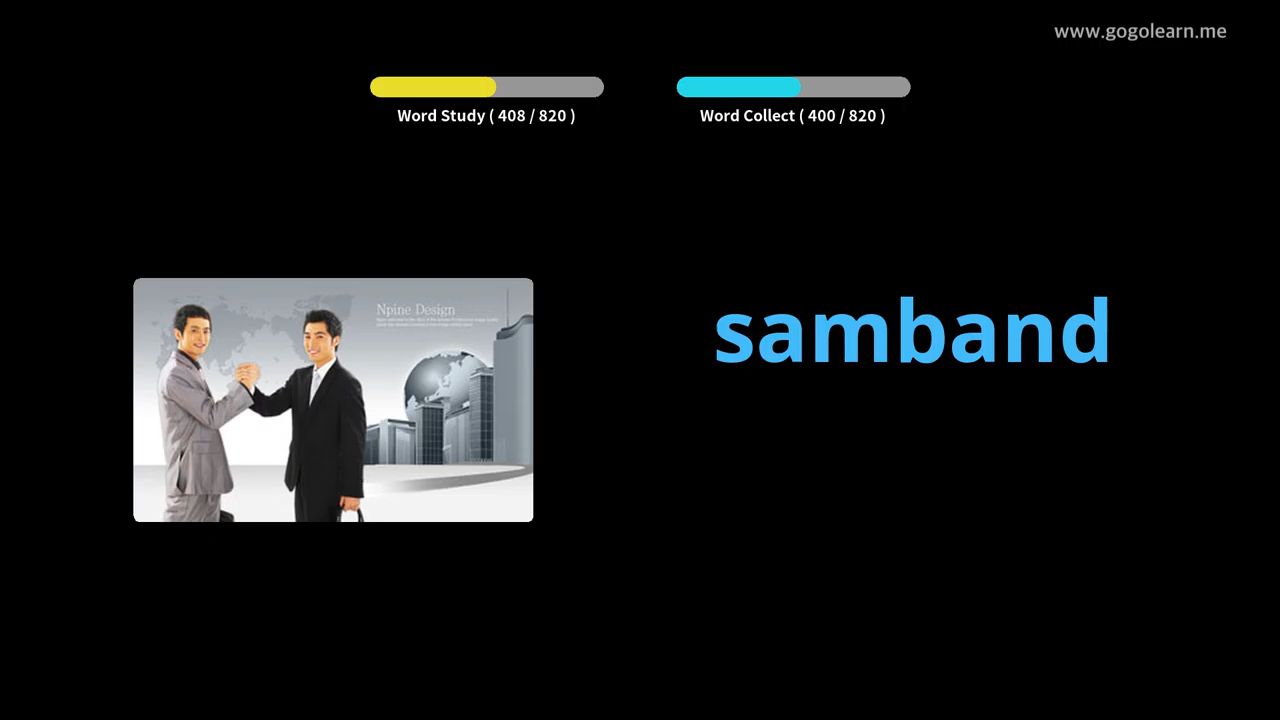 www.gogolearn.me
Word Study ( 408 / 820 )
Word Collect ( 400 / 820 )
Npine Design
samband